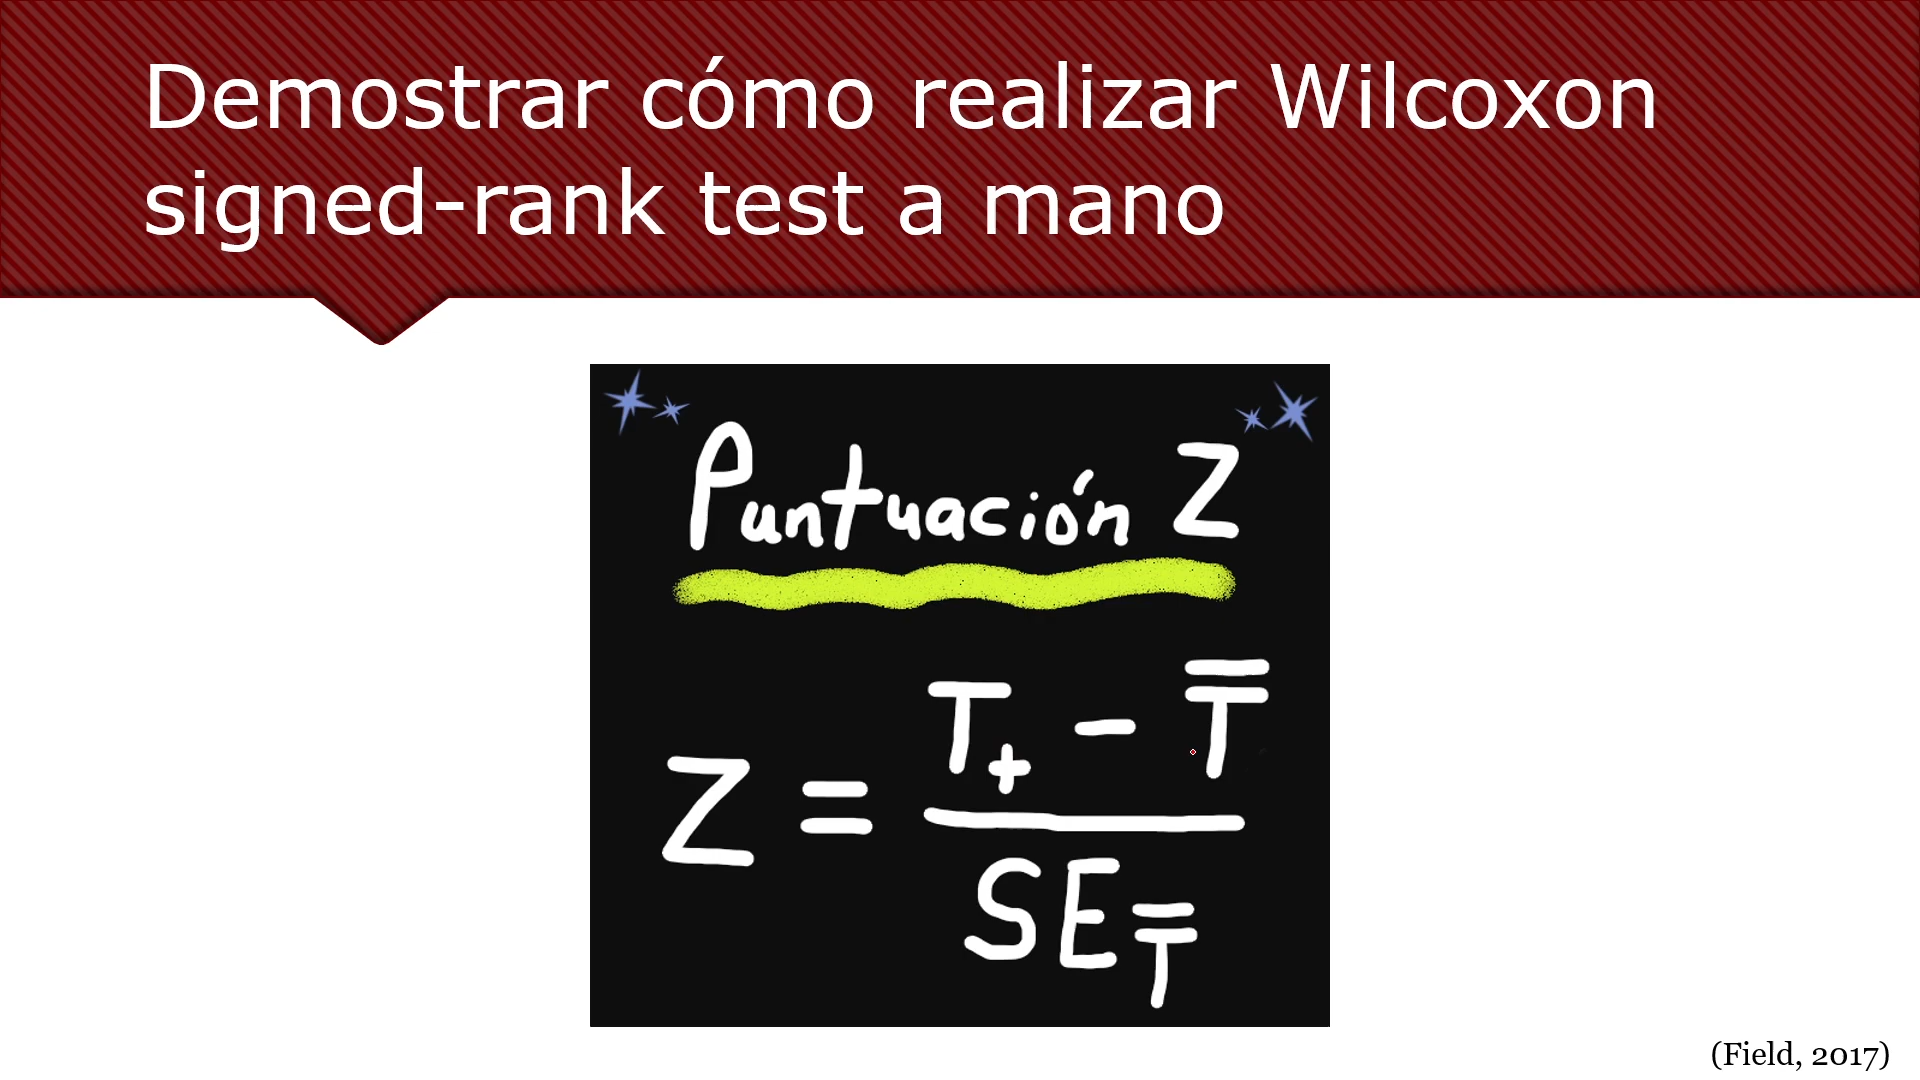 Demostrar cómo realizar Wilcoxon
signed-rank test a mano
Puntuación Z
Z = (T₊ - T̅) / SE_T̅
(Field, 2017)